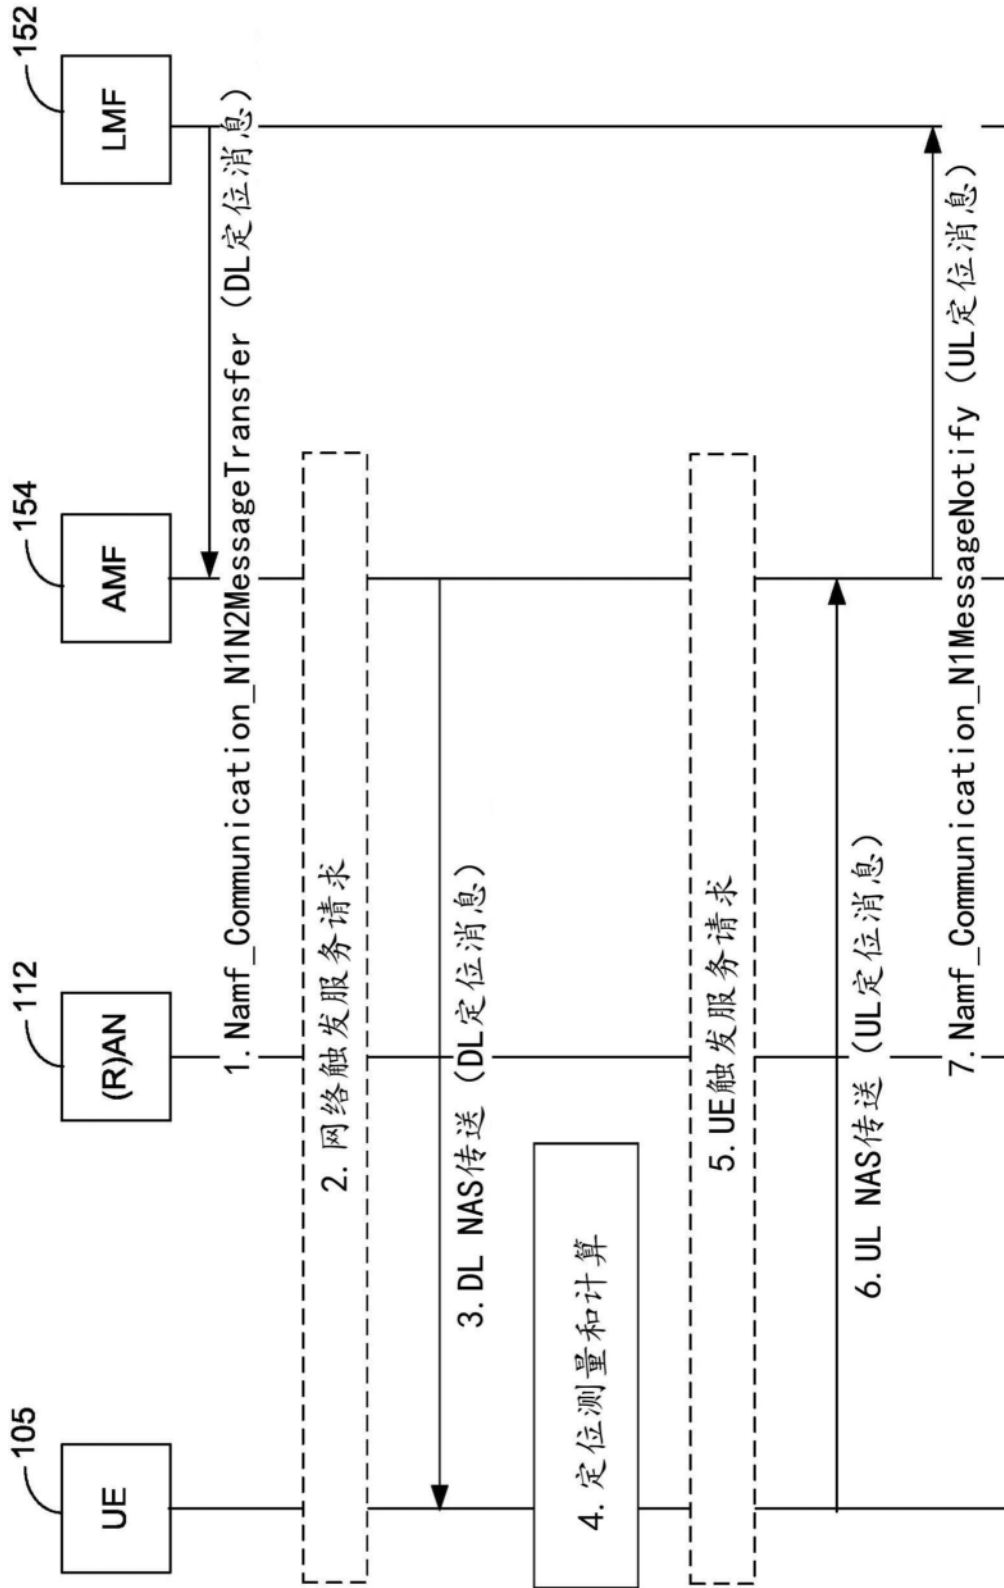 105
112
154
152
UE
(R)AN
AMF
LMF
1.Namf_Communication_N1N2MessageTransfer (DL定位消息)
2.网络触发服务请求
3.DL NAS传送 (DL定位消息)
4.定位测量和计算
5.UE触发服务请求
6.UL NAS传送 (UL定位消息)
7.Namf_Communication_N1MessageNotify (UL定位消息)